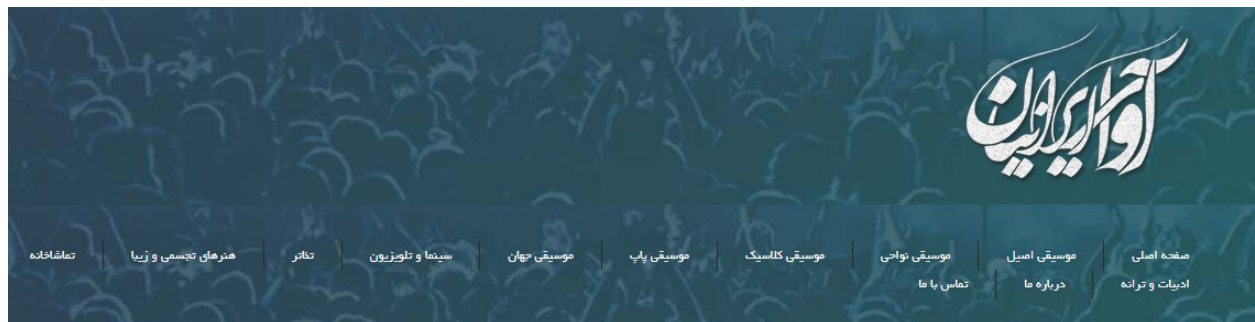 آوای ایرانیان
صفحه اصلی موسیقی اصیل موسیقی نواحی موسیقی کلاسیک موسیقی پاپ موسیقی جهان سینما و تلویزیون تئاتر هنرهای تجسمی و زیبا تماشاخانه
ادبیات و ترانه درباره ما تماس با ما